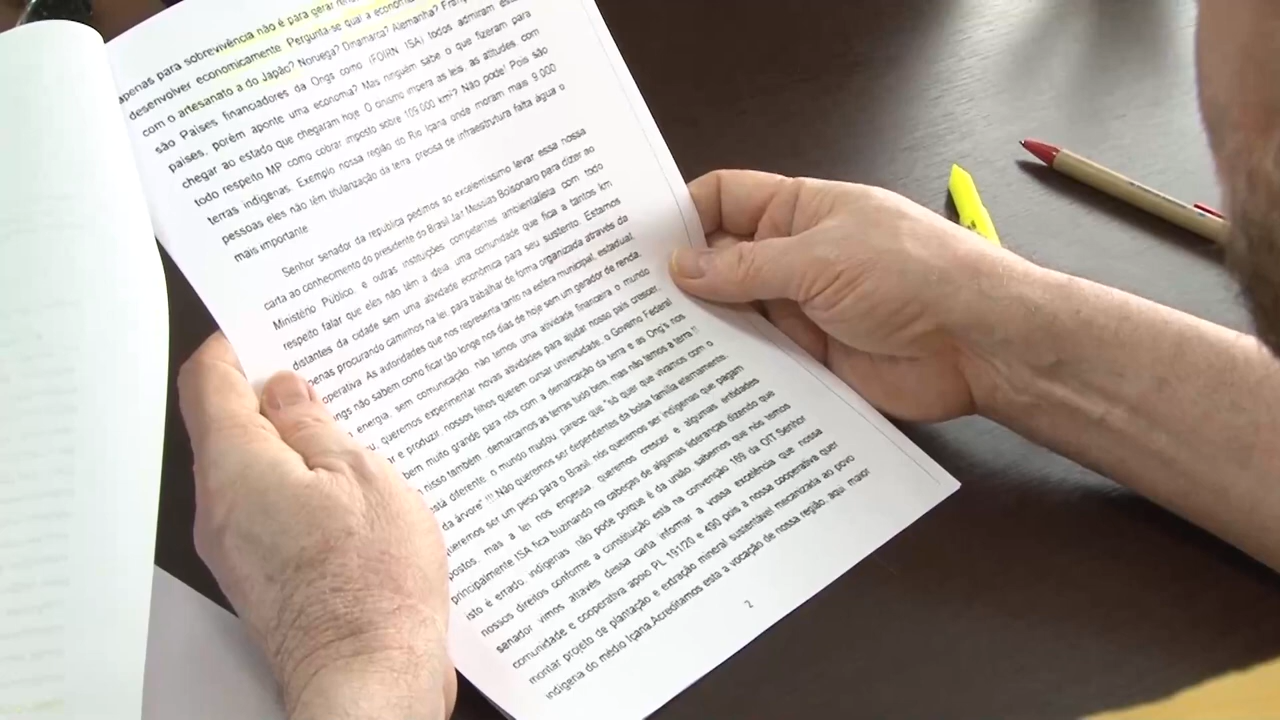 apenas para sobrevivência não é para gerar
desenvolver economicamente. Pergunta-se qual a
com o artesanato a do Japão? Noruega? Dinamarca? Alemanha?
são Países financiadores da Ongs como (FOIRN ISA) todos admiram
países, porém aponte uma economia? Mas ninguém sabe o que fizeram para
chegar ao estado que chegaram hoje. O onismo impera as leis, as atitudes com
todo respeito MP como cobrar imposto sobre 109.000 km²? Não pode! Pois são
terras indígenas. Exemplo nossa região do Rio Içana onde moram mais 9.000
pessoas eles não têm titularização da terra, precisa de infraestrutura falta água o
mais importante.
Senhor senador da republica pedimos ao excelentíssimo levar essa nossa
carta ao conhecimento do presidente do Brasil Jair Messias Bolsonaro para dizer ao
Ministério Público, e outras instituições competentes ambientalista com todo
respeito falar que eles não têm a ideia, uma comunidade que fica a tantos km
distantes da cidade sem uma atividade econômica para seu sustento. Estamos
penas procurando caminhos na lei, para trabalhar de forma organizada através da
operativa. As autoridades que nos representa tanto na esfera municipal, estadual,
ngs não sabem como ficar tão longe nos dias de hoje sem um gerador de renda,
energia, sem comunicação, não temos uma atividade financeira o mundo
u, queremos experimentar novas atividades para ajudar nosso país crescer,
r e produzir, nossos filhos querem cursar universidade, o Governo Federal
bem muito grande para nós com a demarcação da terra e as Ong's nos
nisso também, demarcamos as terras tudo bem, mas não temos a terra !!
stá diferente, o mundo mudou, parece que "só quer que vivamos com o
da árvore" !!! Não queremos ser dependentes da bolsa família eternamente,
ueremos ser um peso para o Brasil, nós queremos ser indígenas que pagam
postos, mas a lei nos engessa, queremos crescer e algumas entidades
principalmente ISA fica buzinando na cabeças de algumas lideranças dizendo que
isto é errado, indígenas não pode porque é da união sabemos que nós temos
nossos direitos conforme a constituição está na convenção 169 da OIT. Senhor
senador vimos através dessa carta informar a vossa excelência que nossa
comunidade e cooperativa apoio PL 191/20 e 490 pois a nossa cooperativa quer
montar projeto de plantação e extração mineral sustentável mecanizada ao povo
indígena do médio Içana.Acreditamos esta a vocação de nossa região, aqui maior
2